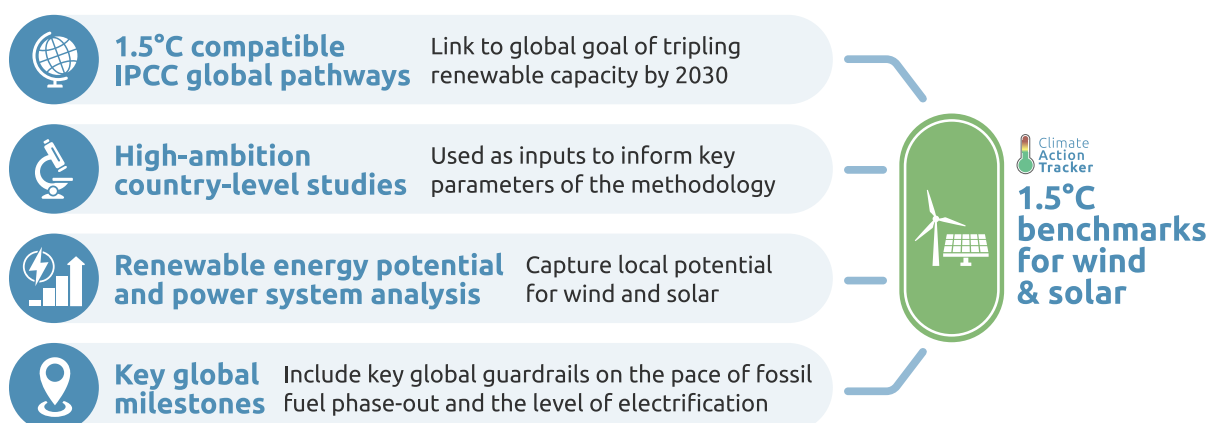 1.5°C compatible
IPCC global pathways
Link to global goal of tripling
renewable capacity by 2030
High-ambition
country-level studies
Used as inputs to inform key
parameters of the methodology
Renewable energy potential
and power system analysis
Capture local potential
for wind and solar
Key global
milestones
Include key global guardrails on the pace of fossil
fuel phase-out and the level of electrification
Climate
Action
Tracker
1.5°C
benchmarks
for wind
& solar